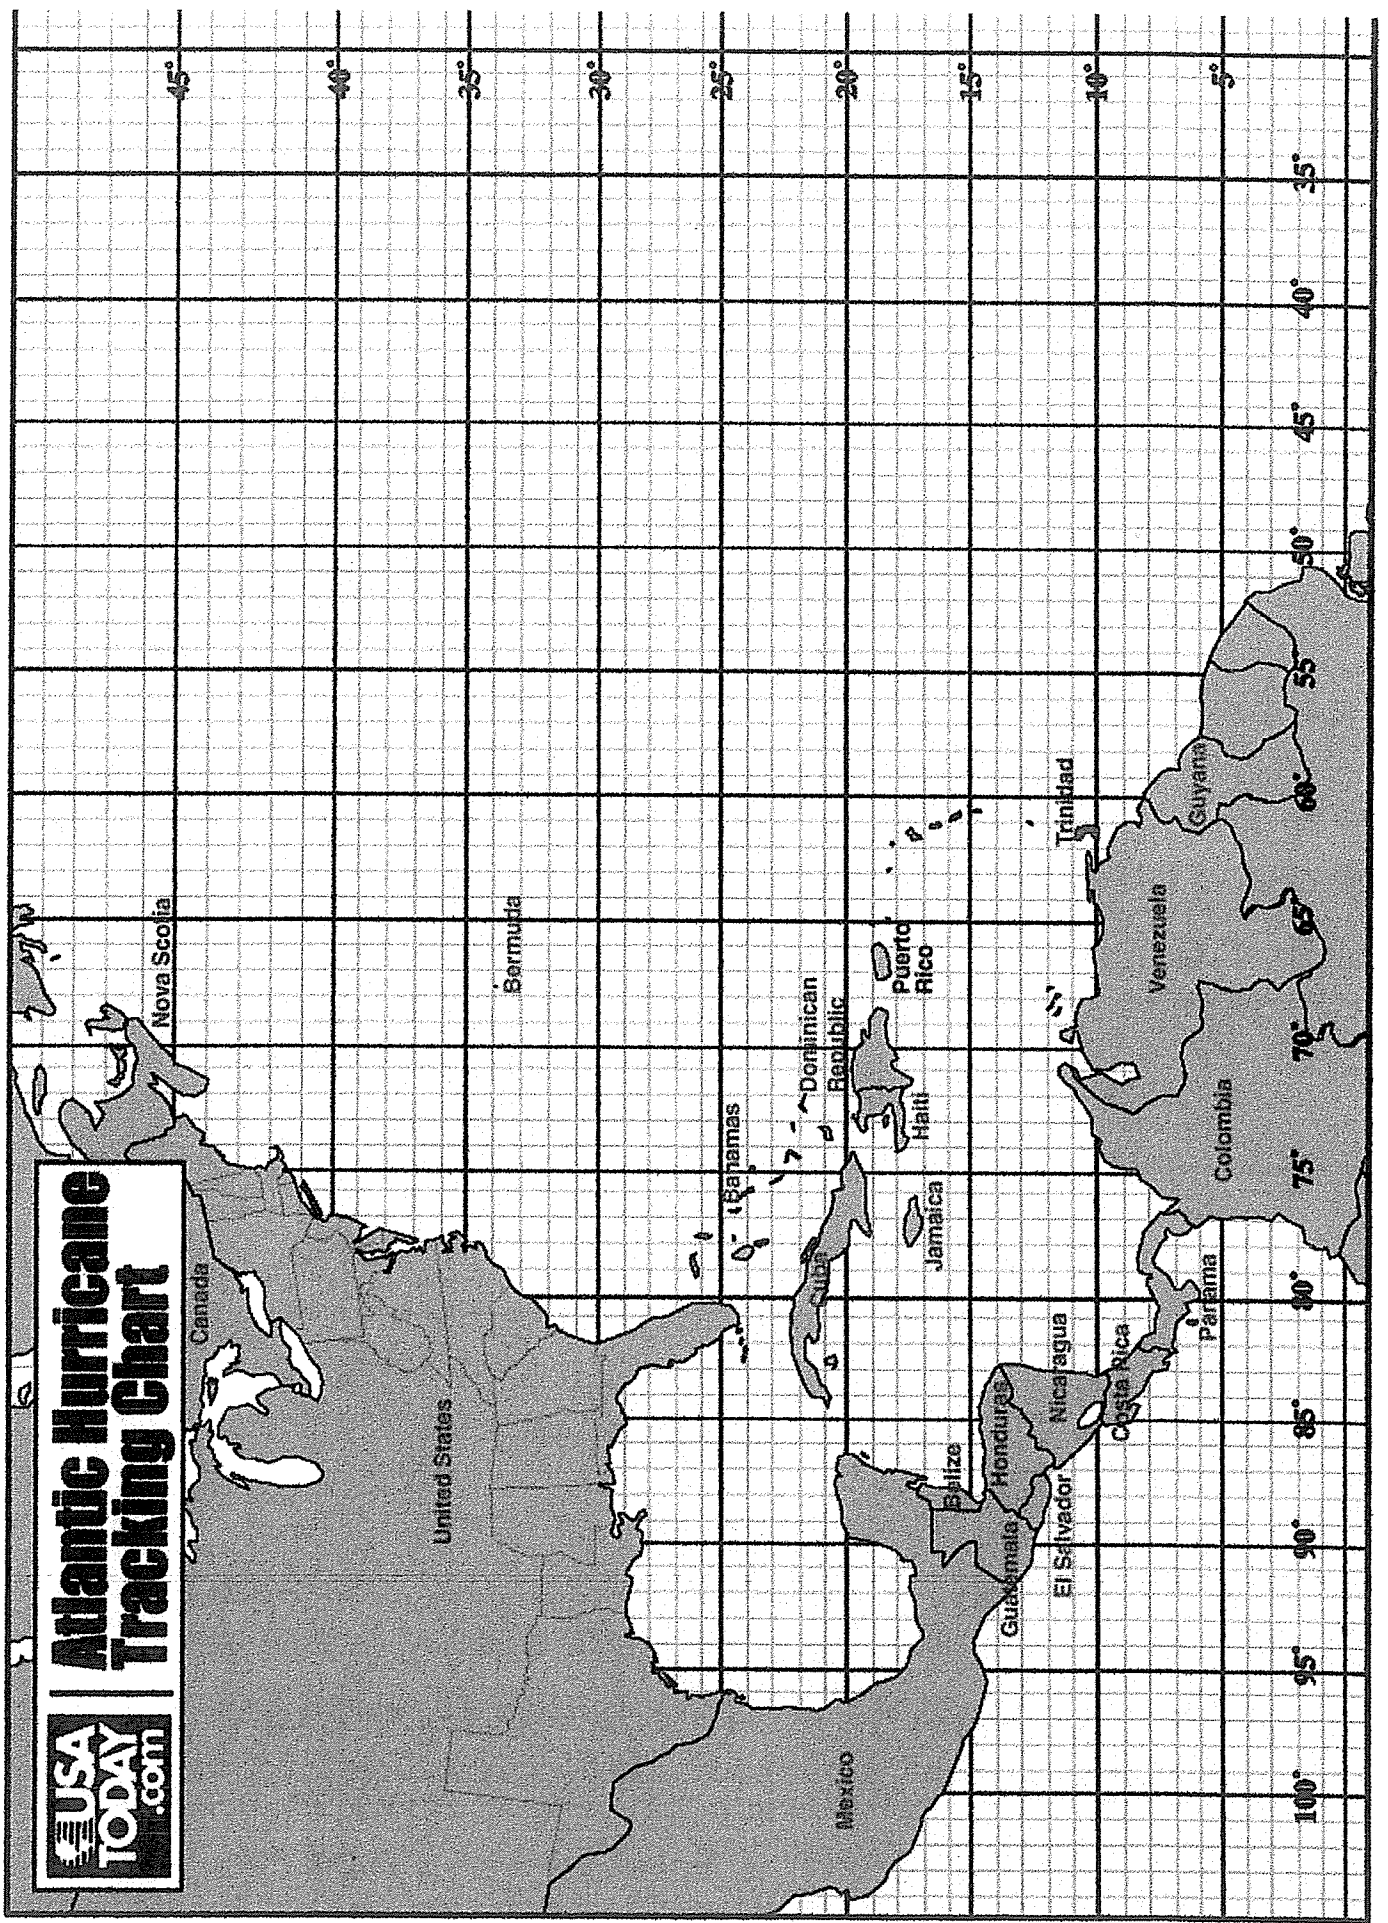 USA
TODAY
.com
Atlantic Hurricane
Tracking Chart
Canada
Nova Scotia
United States
Bermuda
Bahamas
Cuba
Dominican
Republic
Haiti
Puerto
Rico
Jamaica
Mexico
Belize
Honduras
Guatemala
El Salvador
Nicaragua
Costa Rica
Panama
Trinidad
Venezuela
Guyana
Colombia
45°
40°
35°
30°
25°
20°
15°
10°
5°
100°
95°
90°
85°
80°
75°
70°
65°
60°
55
50°
45°
40°
35°